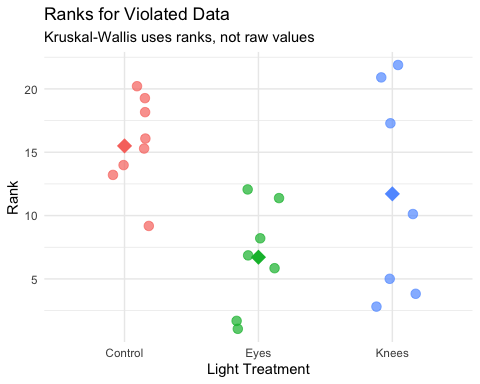 Ranks for Violated Data
Kruskal-Wallis uses ranks, not raw values
Rank
20
15
10
5
Control Eyes Knees
Light Treatment